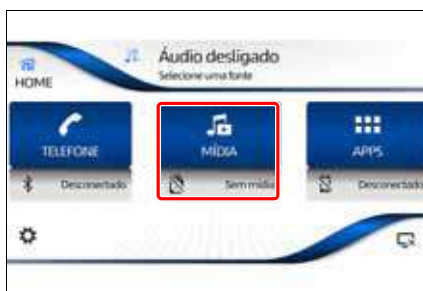 Áudio desligado
Selecione uma fonte
HOME
TELEFONE
MÍDIA
APPS
Desconectado
Sem mídia
Desconectado